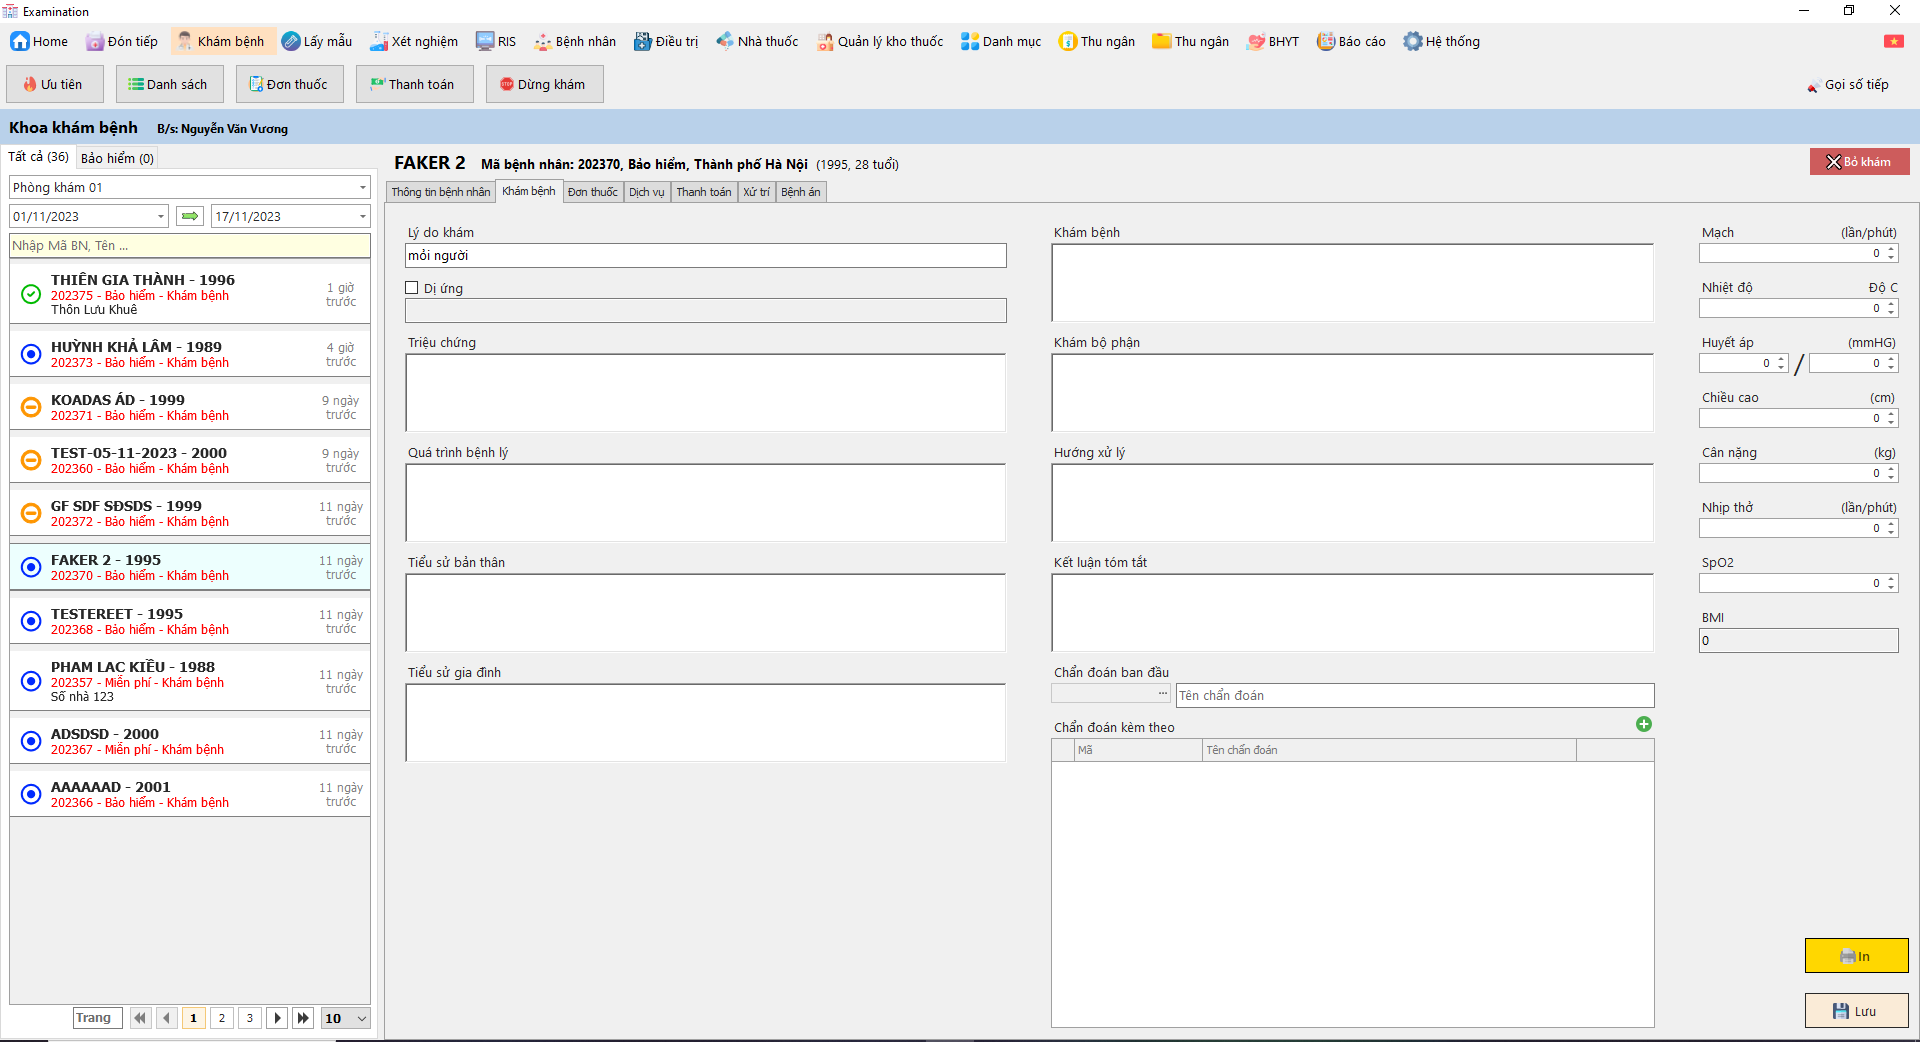 Examination
Home Đón tiếp Khám bệnh Lấy mẫu Xét nghiệm RIS Bệnh nhân Điều trị Nhà thuốc Quản lý kho thuốc Danh mục Thu ngân Thu ngân BHYT Báo cáo Hệ thống
Ưu tiên Danh sách Đơn thuốc Thanh toán Dừng khám Gọi số tiếp
Khoa khám bệnh B/s: Nguyễn Văn Vương
Tất cả (36) Bảo hiểm (0)
Phòng khám 01
01/11/2023 17/11/2023
Nhập Mã BN, Tên ...
THIÊN GIA THÀNH - 1996
202375 - Bảo hiểm - Khám bệnh
Thôn Lưu Khuê
1 giờ
trước
HUỲNH KHẢ LÂM - 1989
202373 - Bảo hiểm - Khám bệnh
4 giờ
trước
KOADAS ÁD - 1999
202371 - Bảo hiểm - Khám bệnh
9 ngày
trước
TEST-05-11-2023 - 2000
202360 - Bảo hiểm - Khám bệnh
9 ngày
trước
GF SDF SĐSDS - 1999
202372 - Bảo hiểm - Khám bệnh
11 ngày
trước
FAKER 2 - 1995
202370 - Bảo hiểm - Khám bệnh
11 ngày
trước
TESTEREET - 1995
202368 - Bảo hiểm - Khám bệnh
11 ngày
trước
PHAM LAC KIỀU - 1988
202357 - Miễn phí - Khám bệnh
Số nhà 123
11 ngày
trước
ADSDSD - 2000
202367 - Miễn phí - Khám bệnh
11 ngày
trước
AAAAAAD - 2001
202366 - Bảo hiểm - Khám bệnh
11 ngày
trước
Trang 1 2 3 10
FAKER 2 Mã bệnh nhân: 202370, Bảo hiểm, Thành phố Hà Nội (1995, 28 tuổi)
Bỏ khám
Thông tin bệnh nhân Khám bệnh Đơn thuốc Dịch vụ Thanh toán Xử trí Bệnh án
Lý do khám
mỏi người
Dị ứng
Triệu chứng
Quá trình bệnh lý
Tiểu sử bản thân
Tiểu sử gia đình
Khám bệnh
Khám bộ phận
Hướng xử lý
Kết luận tóm tắt
Chẩn đoán ban đầu
... Tên chẩn đoán
Chẩn đoán kèm theo
Mã Tên chẩn đoán
Mạch (lần/phút)
0
Nhiệt độ Độ C
0
Huyết áp (mmHG)
0 / 0
Chiều cao (cm)
0
Cân nặng (kg)
0
Nhịp thở (lần/phút)
0
SpO2
0
BMI
0
In
Lưu